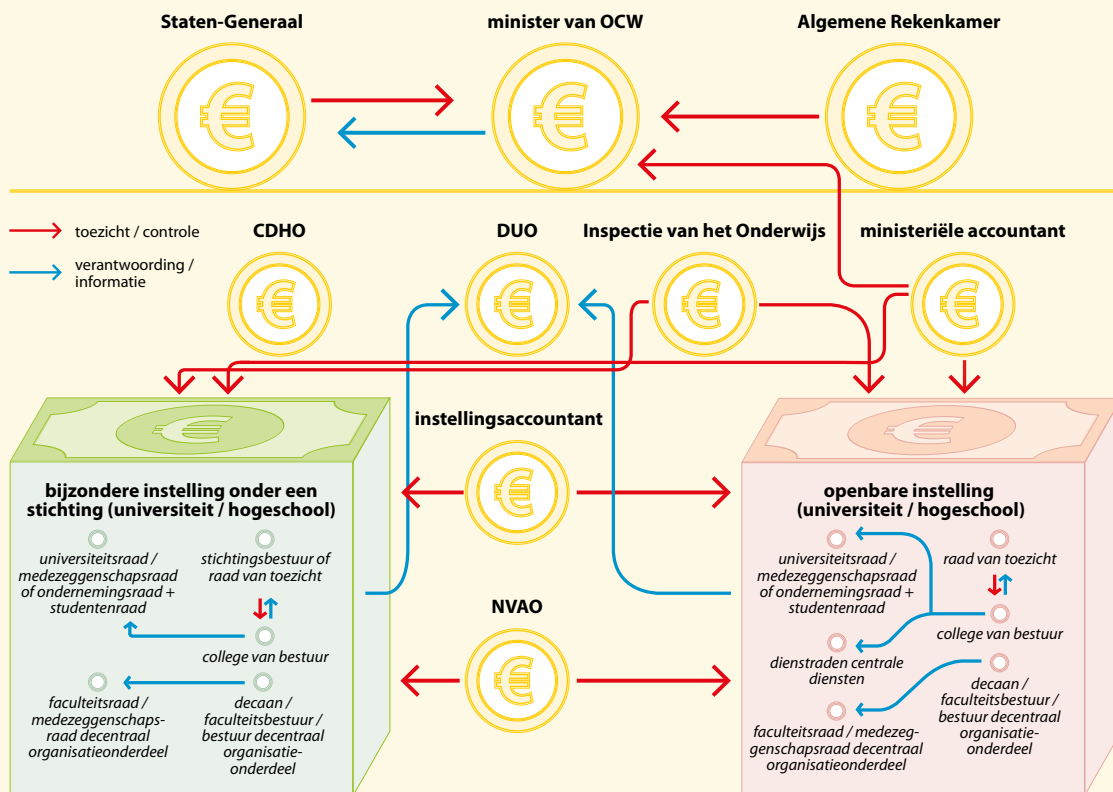 Staten-Generaal
minister van OCW
Algemene Rekenkamer
toezicht / controle
verantwoording /
informatie
CDHO
DUO
Inspectie van het Onderwijs
ministeriële accountant
instellingsaccountant
NVAO
bijzondere instelling onder een
stichting (universiteit / hogeschool)
universiteitsraad /
medezeggenschapsraad
of ondernemingsraad +
studentenraad
stichtingsbestuur of
raad van toezicht
college van bestuur
faculteitsraad /
medezeggenschaps-
raad decentraal
organisatieonderdeel
decaan /
faculteitsbestuur /
bestuur decentraal
organisatie-
onderdeel
openbare instelling
(universiteit / hogeschool)
universiteitsraad /
medezeggenschapsraad
of ondernemingsraad +
studentenraad
raad van toezicht
college van bestuur
dienstraden centrale
diensten
decaan /
faculteitsbestuur /
bestuur decentraal
organisatie-
onderdeel
faculteitsraad / medezeg-
genschapsraad decentraal
organisatieonderdeel